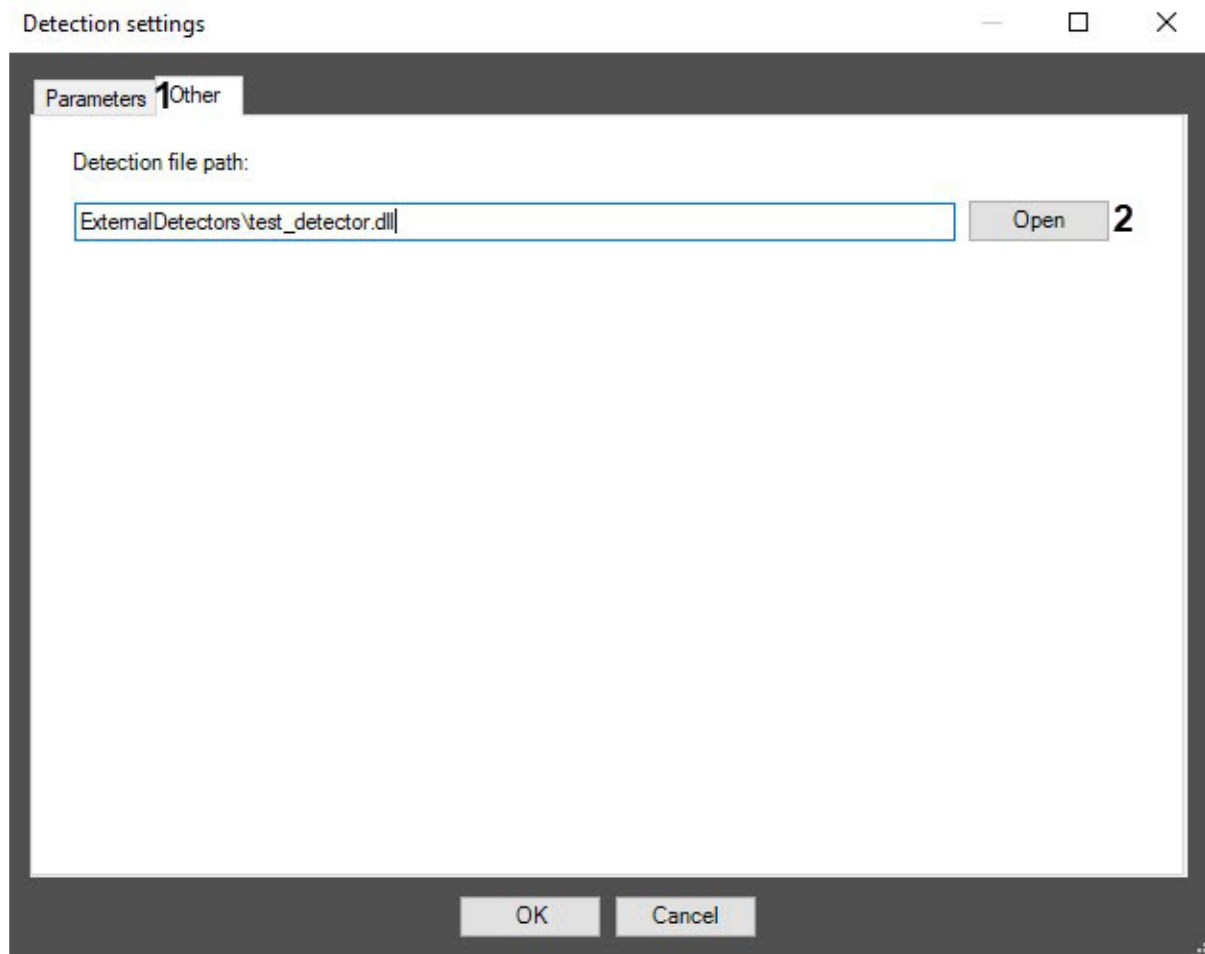 Detection settings
Parameters 1 Other
Detection file path:
ExternalDetectors\test_detector.dll Open 2
OK Cancel